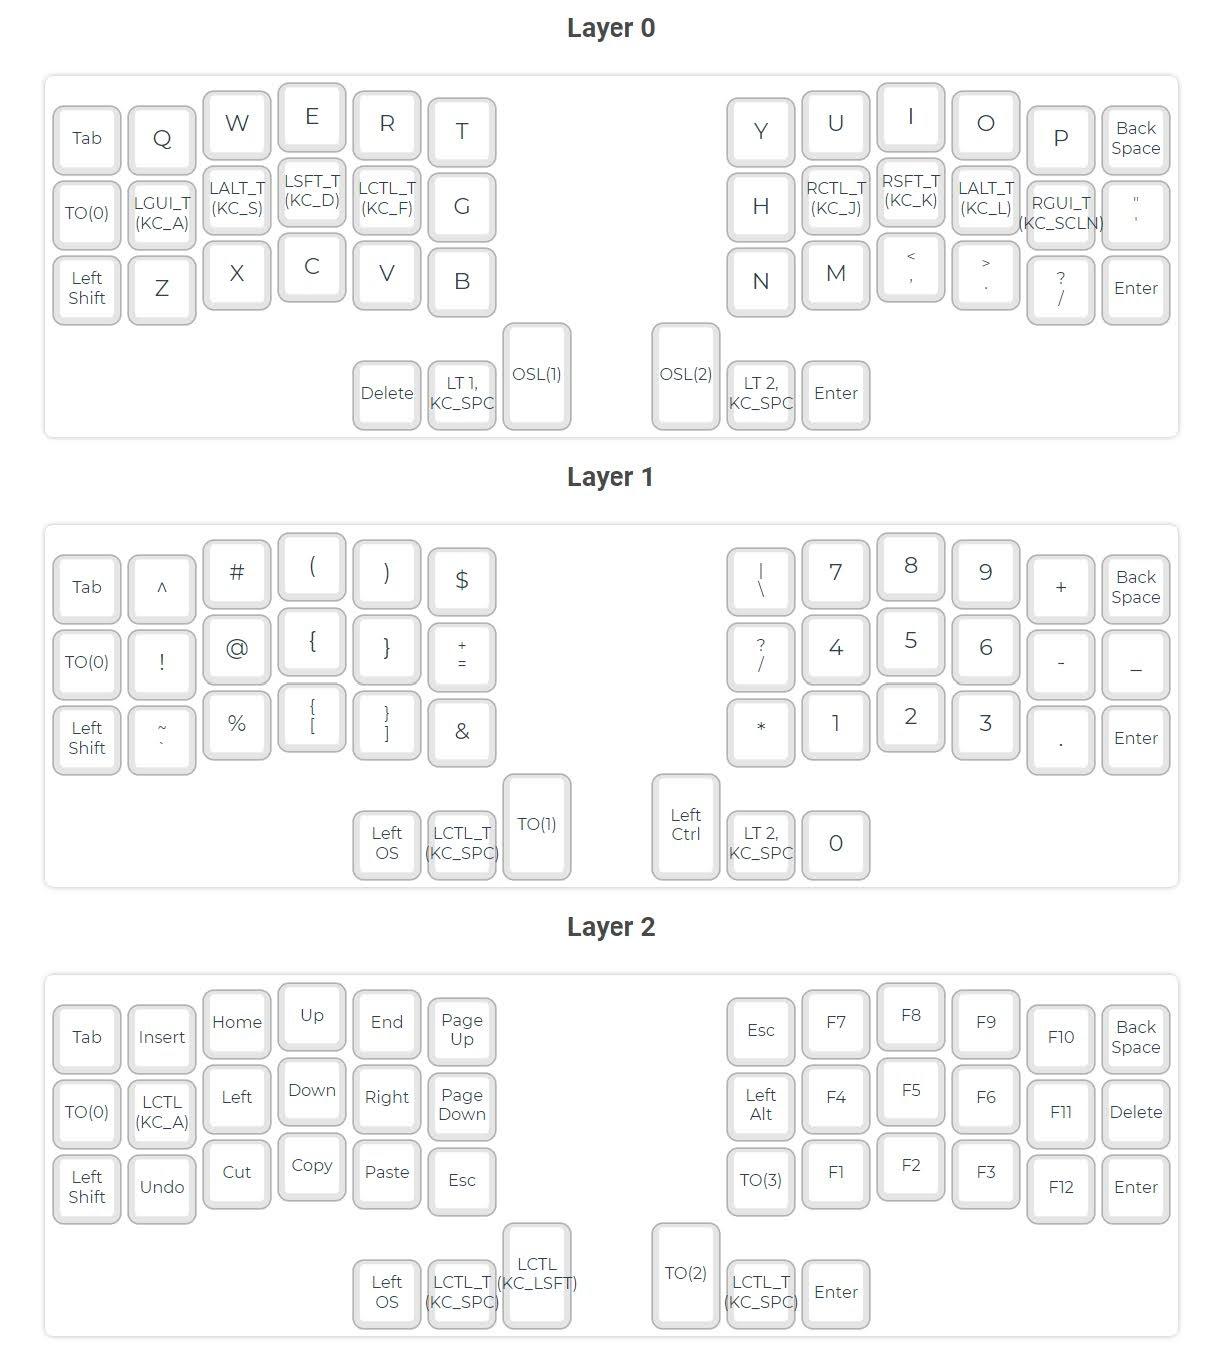 Layer 0
Tab Q W E R T Y U I O P Back Space
TO(0) LGUI_T (KC_A) LALT_T (KC_S) LSFT_T (KC_D) LCTL_T (KC_F) G H RCTL_T (KC_J) RSFT_T (KC_K) LALT_T (KC_L) RGUI_T (KC_SCLN) " '
Left Shift Z X C V B N M < , > . ? / Enter
Delete LT 1, KC_SPC OSL(1) OSL(2) LT 2, KC_SPC Enter
Layer 1
Tab ^ # ( ) $ | \ 7 8 9 + Back Space
TO(0) ! @ { } + = ? / 4 5 6 - _
Left Shift ~ ` % { [ } ] & * 1 2 3 . Enter
Left OS LCTL_T (KC_SPC) TO(1) Left Ctrl LT 2, KC_SPC 0
Layer 2
Tab Insert Home Up End Page Up Esc F7 F8 F9 F10 Back Space
TO(0) LCTL (KC_A) Left Down Right Page Down Left Alt F4 F5 F6 F11 Delete
Left Shift Undo Cut Copy Paste Esc TO(3) F1 F2 F3 F12 Enter
Left OS LCTL_T (KC_SPC) LCTL (KC_LSFT) TO(2) LCTL_T (KC_SPC) Enter